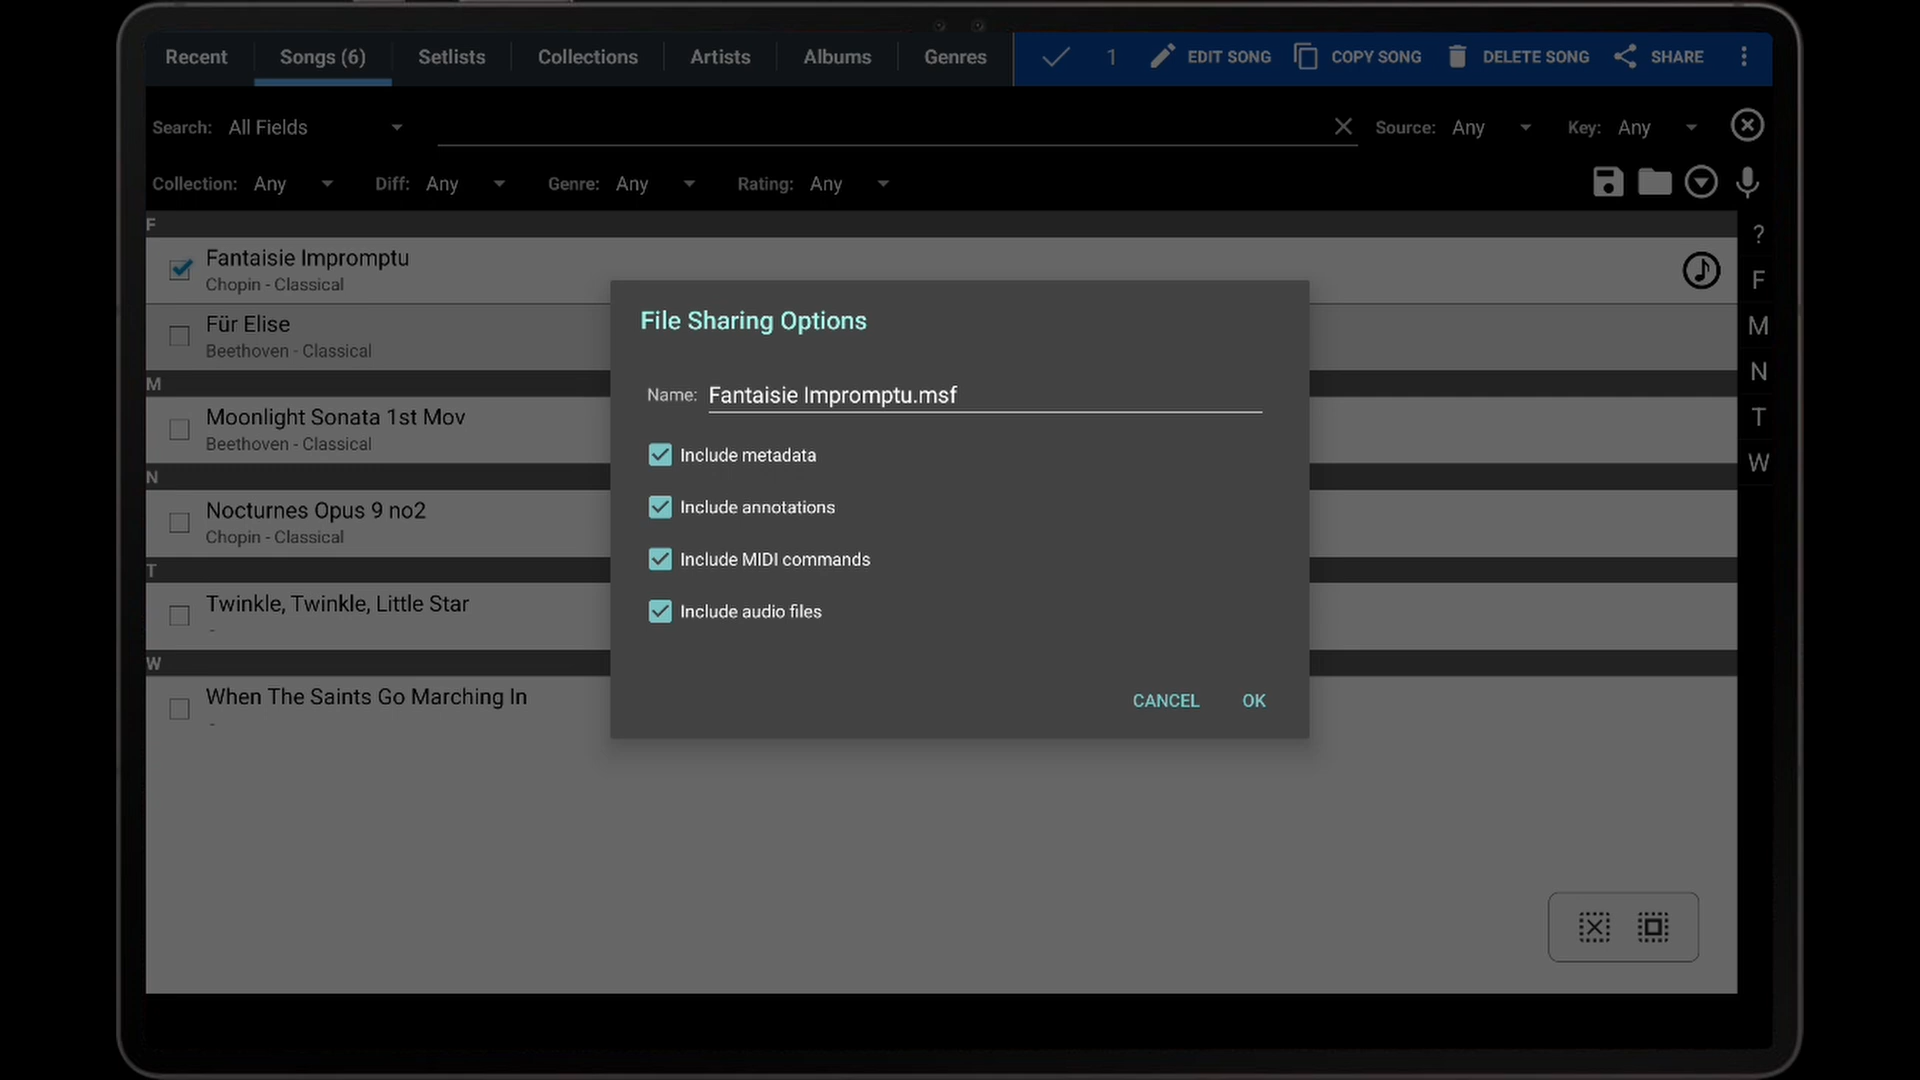 Recent Songs (6) Setlists Collections Artists Albums Genres 1 EDIT SONG COPY SONG DELETE SONG SHARE
Search: All Fields Source: Any Key: Any
Collection: Any Diff: Any Genre: Any Rating: Any
F
Fantaisie Impromptu
Chopin - Classical
Für Elise
Beethoven - Classical
M
Moonlight Sonata 1st Mov
Beethoven - Classical
N
Nocturnes Opus 9 no2
Chopin - Classical
T
Twinkle, Twinkle, Little Star
-
W
When The Saints Go Marching In
-
File Sharing Options
Name: Fantaisie Impromptu.msf
Include metadata
Include annotations
Include MIDI commands
Include audio files
CANCEL OK
?
F
M
N
T
W